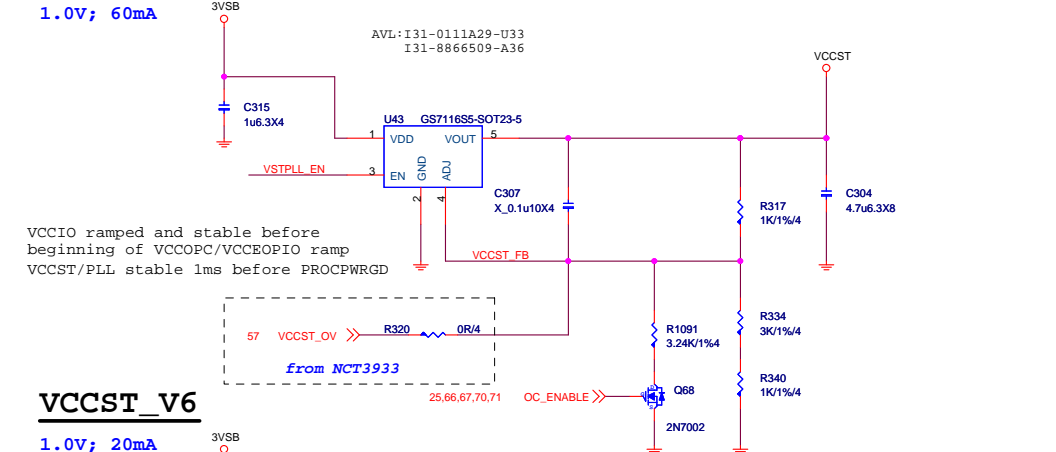 1.0V; 60mA
3VSB
AVL:I31-0111A29-U33
I31-8866509-A36
VCCST
C315
1u6.3X4
U43 GS7116S5-SOT23-5
1 VDD VOUT 5
VSTPLL_EN 3 EN GND ADJ
2 4
C307
X_0.1u10X4
R317
1K/1%/4
C304
4.7u6.3X8
VCCIO ramped and stable before
beginning of VCCOPC/VCCEOPIO ramp
VCCST/PLL stable 1ms before PROCPWRGD
VCCST_FB
57 VCCST_OV R320 0R/4
from NCT3933
R1091
3.24K/1%4
R334
3K/1%/4
R340
1K/1%/4
25,66,67,70,71 OC_ENABLE
Q68
2N7002
VCCST_V6
1.0V; 20mA
3VSB